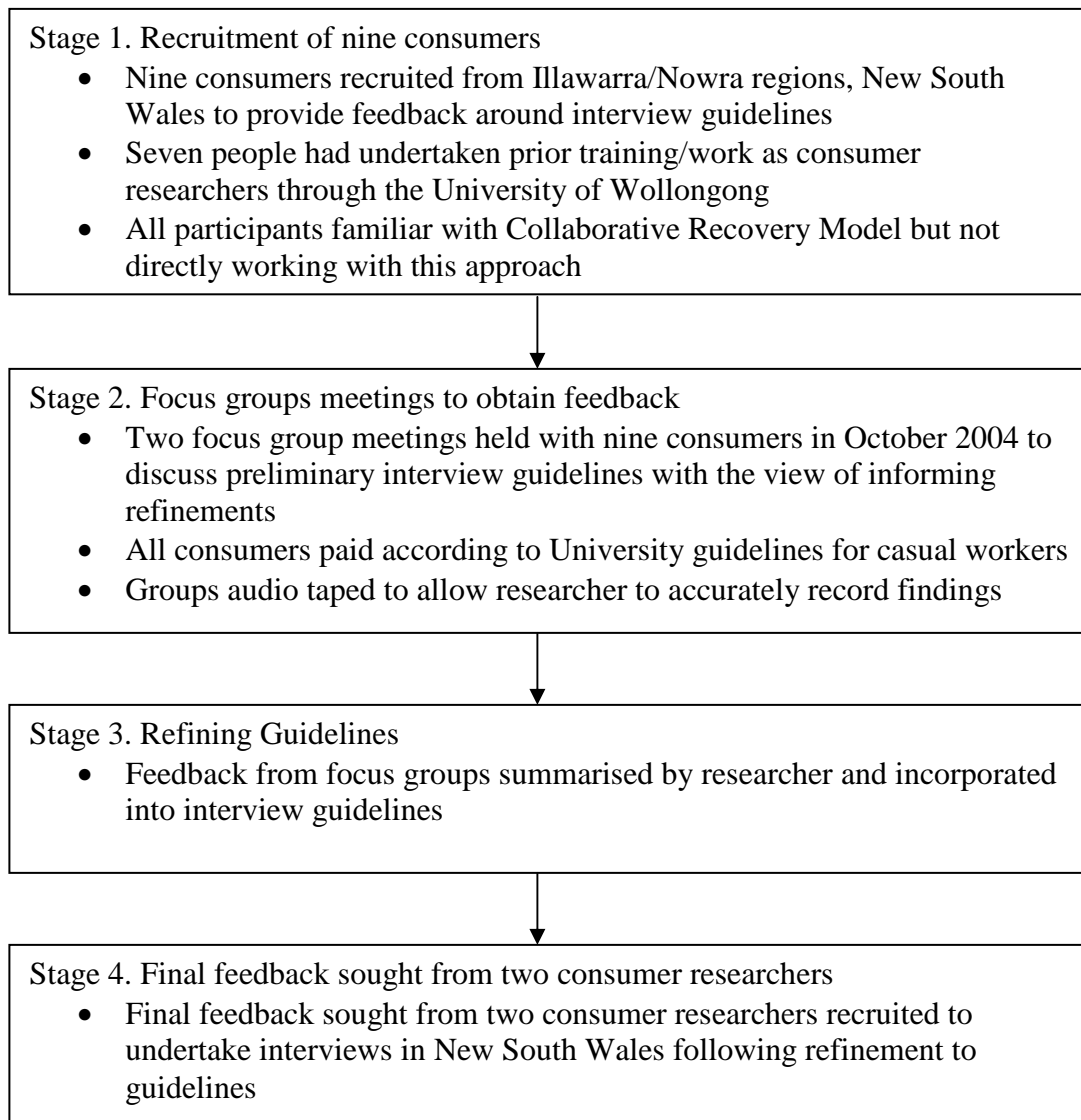 Stage 1. Recruitment of nine consumers
• Nine consumers recruited from Illawarra/Nowra regions, New South
Wales to provide feedback around interview guidelines
• Seven people had undertaken prior training/work as consumer
researchers through the University of Wollongong
• All participants familiar with Collaborative Recovery Model but not
directly working with this approach
Stage 2. Focus groups meetings to obtain feedback
• Two focus group meetings held with nine consumers in October 2004 to
discuss preliminary interview guidelines with the view of informing
refinements
• All consumers paid according to University guidelines for casual workers
• Groups audio taped to allow researcher to accurately record findings
Stage 3. Refining Guidelines
• Feedback from focus groups summarised by researcher and incorporated
into interview guidelines
Stage 4. Final feedback sought from two consumer researchers
• Final feedback sought from two consumer researchers recruited to
undertake interviews in New South Wales following refinement to
guidelines